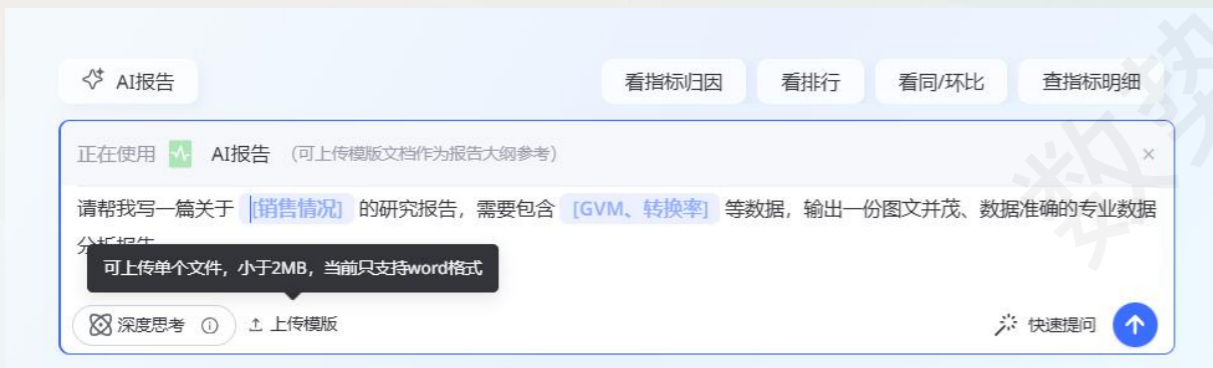 AI报告 看指标归因 看排行 看同/环比 查指标明细
正在使用 AI报告 (可上传模版文档作为报告大纲参考) ×
请帮我写一篇关于 [销售情况] 的研究报告，需要包含 [GVM、转换率] 等数据，输出一份图文并茂、数据准确的专业数据
分析报告
可上传单个文件，小于2MB，当前只支持word格式
深度思考 上传模版 快速提问
数势